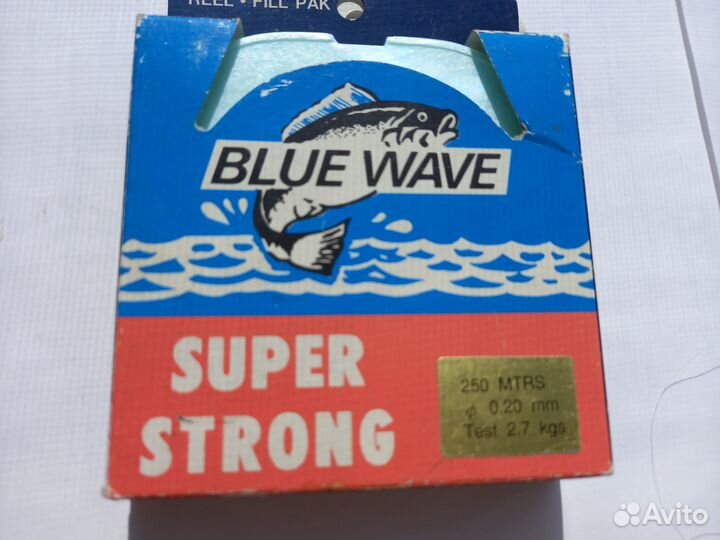 REEL • FILL PAK
BLUE WAVE
SUPER
STRONG
250 MTRS
ϕ 0.20 mm
Test 2.7 kgs
Avito